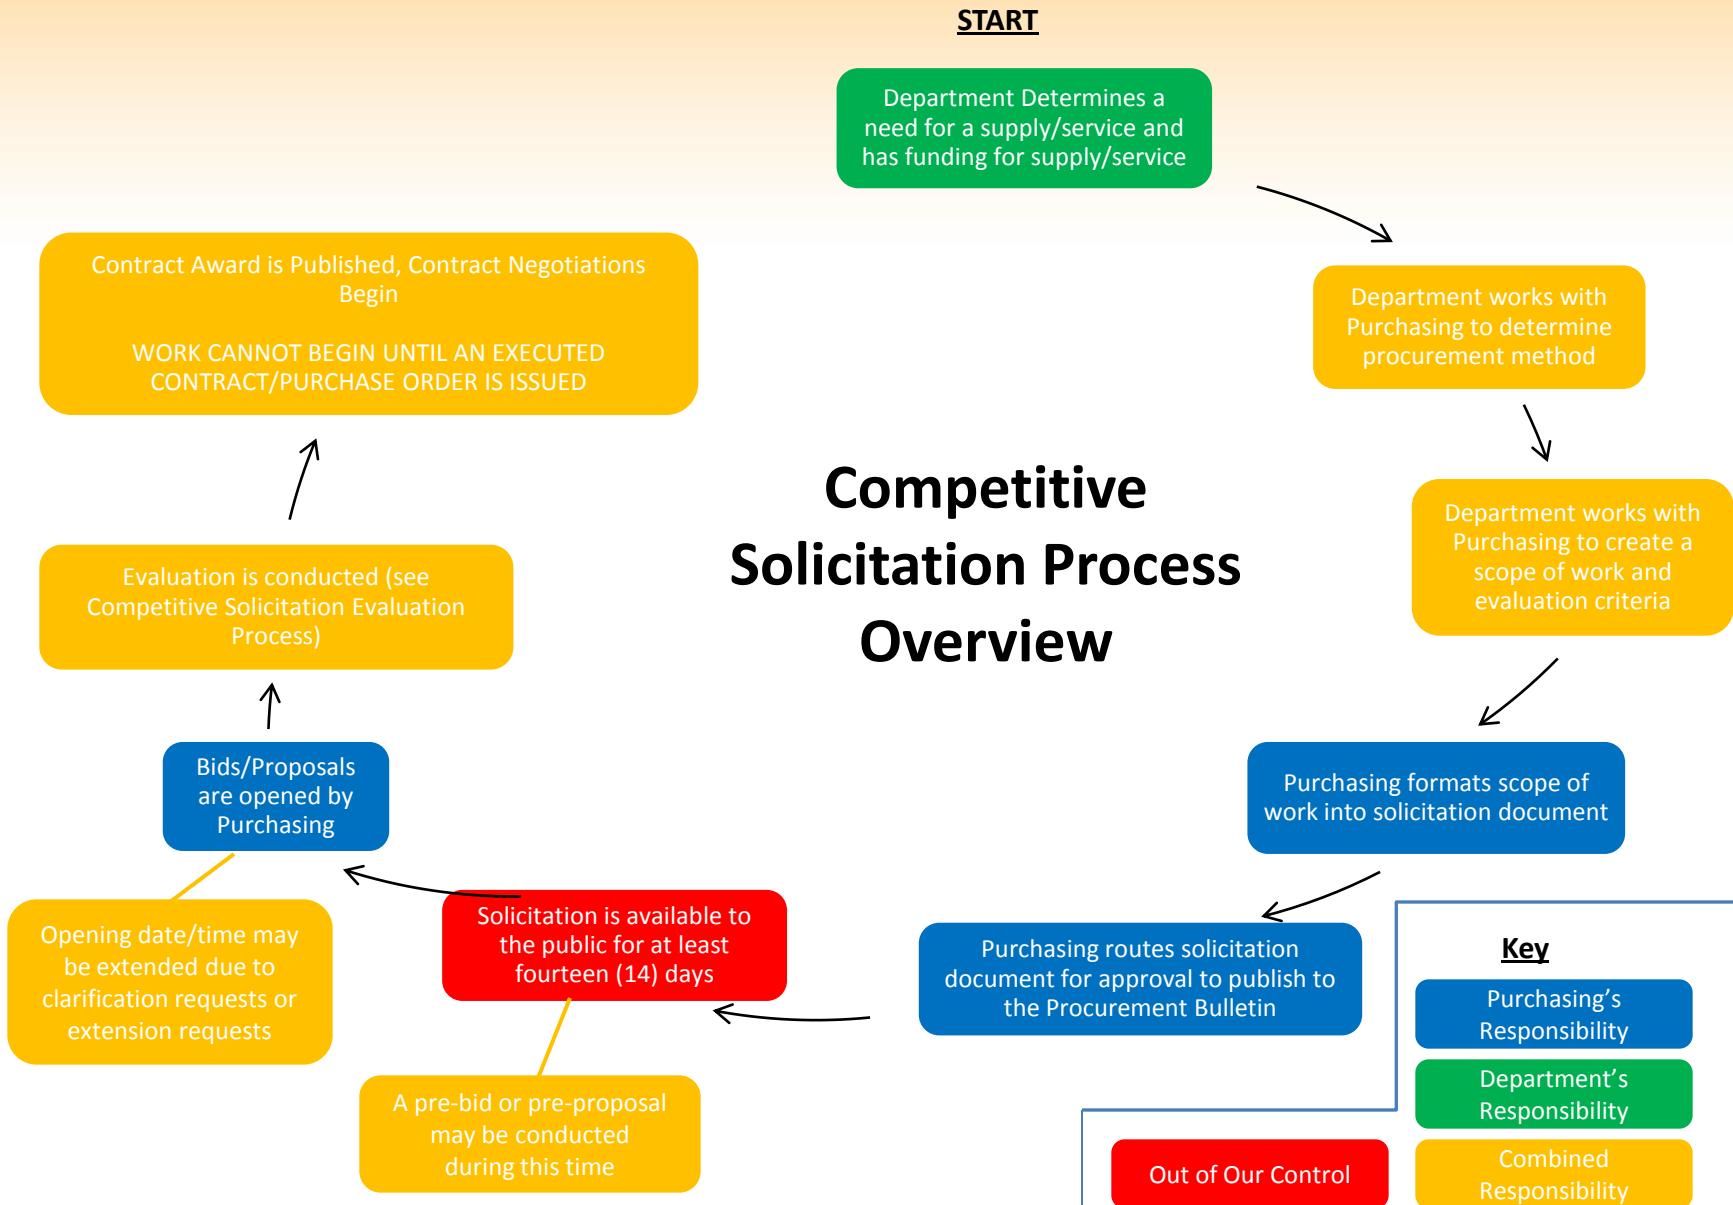 START
Department Determines a
need for a supply/service and
has funding for supply/service
Department works with
Purchasing to determine
procurement method
Department works with
Purchasing to create a
scope of work and
evaluation criteria
Purchasing formats scope of
work into solicitation document
Purchasing routes solicitation
document for approval to publish to
the Procurement Bulletin
Solicitation is available to
the public for at least
fourteen (14) days
A pre-bid or pre-proposal
may be conducted
during this time
Bids/Proposals
are opened by
Purchasing
Opening date/time may
be extended due to
clarification requests or
extension requests
Evaluation is conducted (see
Competitive Solicitation Evaluation
Process)
Contract Award is Published, Contract Negotiations
Begin
WORK CANNOT BEGIN UNTIL AN EXECUTED
CONTRACT/PURCHASE ORDER IS ISSUED
Competitive
Solicitation Process
Overview
Key
Purchasing’s
Responsibility
Department’s
Responsibility
Out of Our Control
Combined
Responsibility